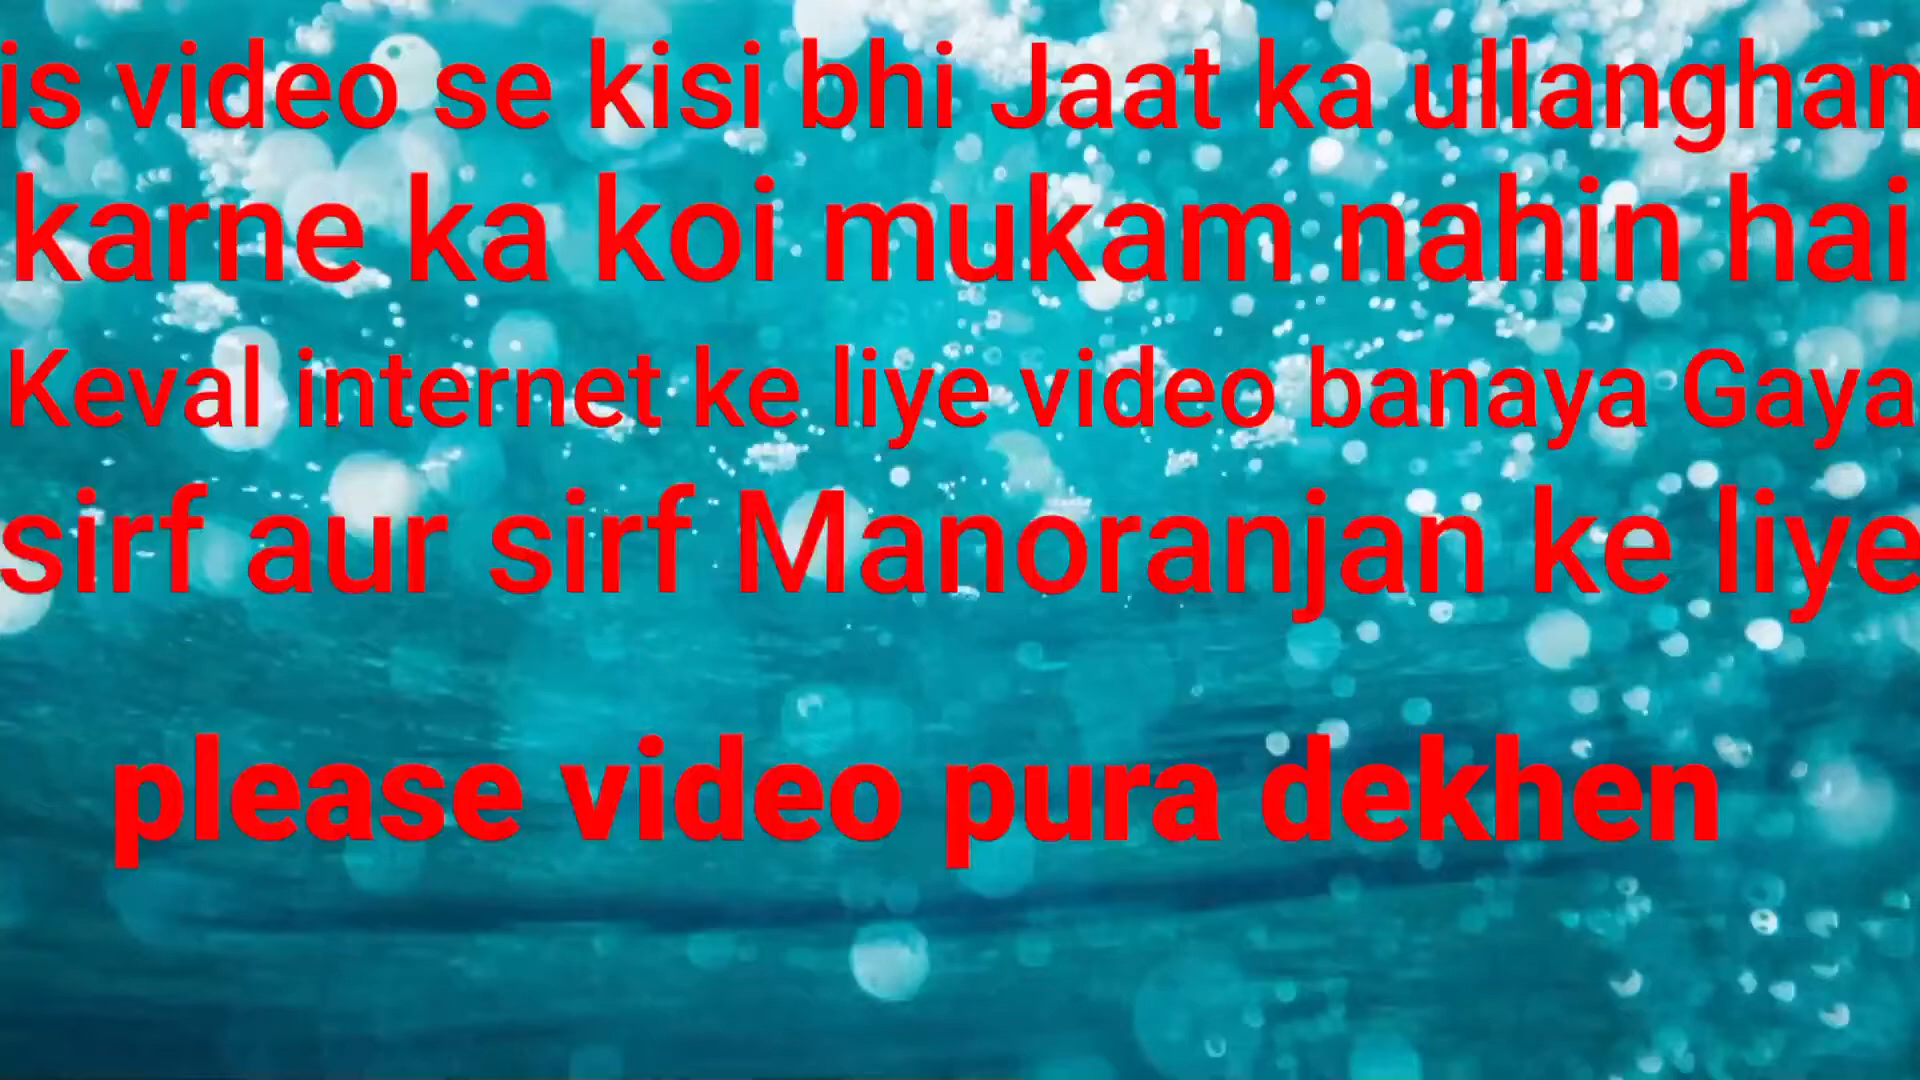 is video se kisi bhi Jaat ka ullanghan
karne ka koi mukam nahin hai
Keval internet ke liye video banaya Gaya
sirf aur sirf Manoranjan ke liye
please video pura dekhen